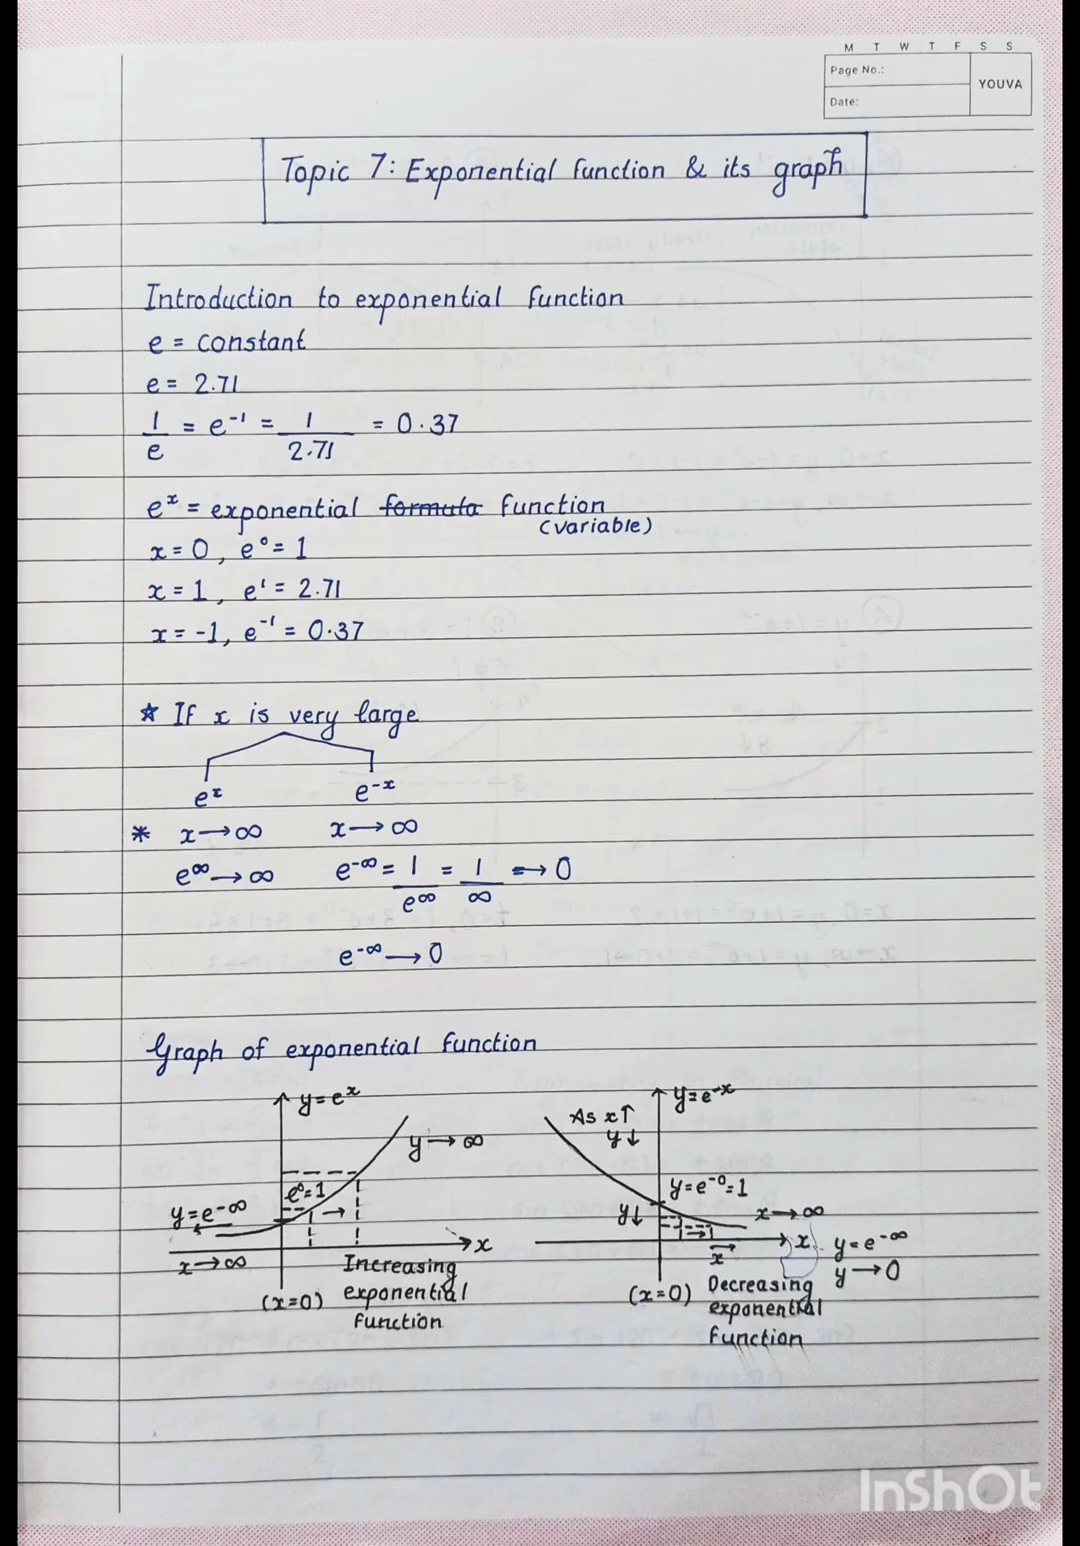 M T W T F S S
Page No.:
YOUVA
Date:
Topic 7: Exponential function & its graph
Introduction to exponential function
e = constant
e = 2.71
1/e = e⁻¹ = 1/2.71 = 0.37
eˣ = exponential formula function
(variable)
x = 0, e⁰ = 1
x = 1, e¹ = 2.71
x = -1, e⁻¹ = 0.37
☆ If x is very large
eˣ e⁻ˣ
* x → ∞ x → ∞
e^∞ → ∞ e^-∞ = 1/e^∞ = 1/∞ → 0
e^-∞ → 0
Graph of exponential function
y = eˣ
y → ∞
e⁰ = 1
y = e^-∞
x → ∞
x
(x=0)
Increasing
exponential
function
y = e⁻ˣ
As x↑
y↓
y = e⁻⁰ = 1
y↓
x → ∞
x
x
y = e^-∞
y → 0
(x=0)
Decreasing
exponential
function
InShOt